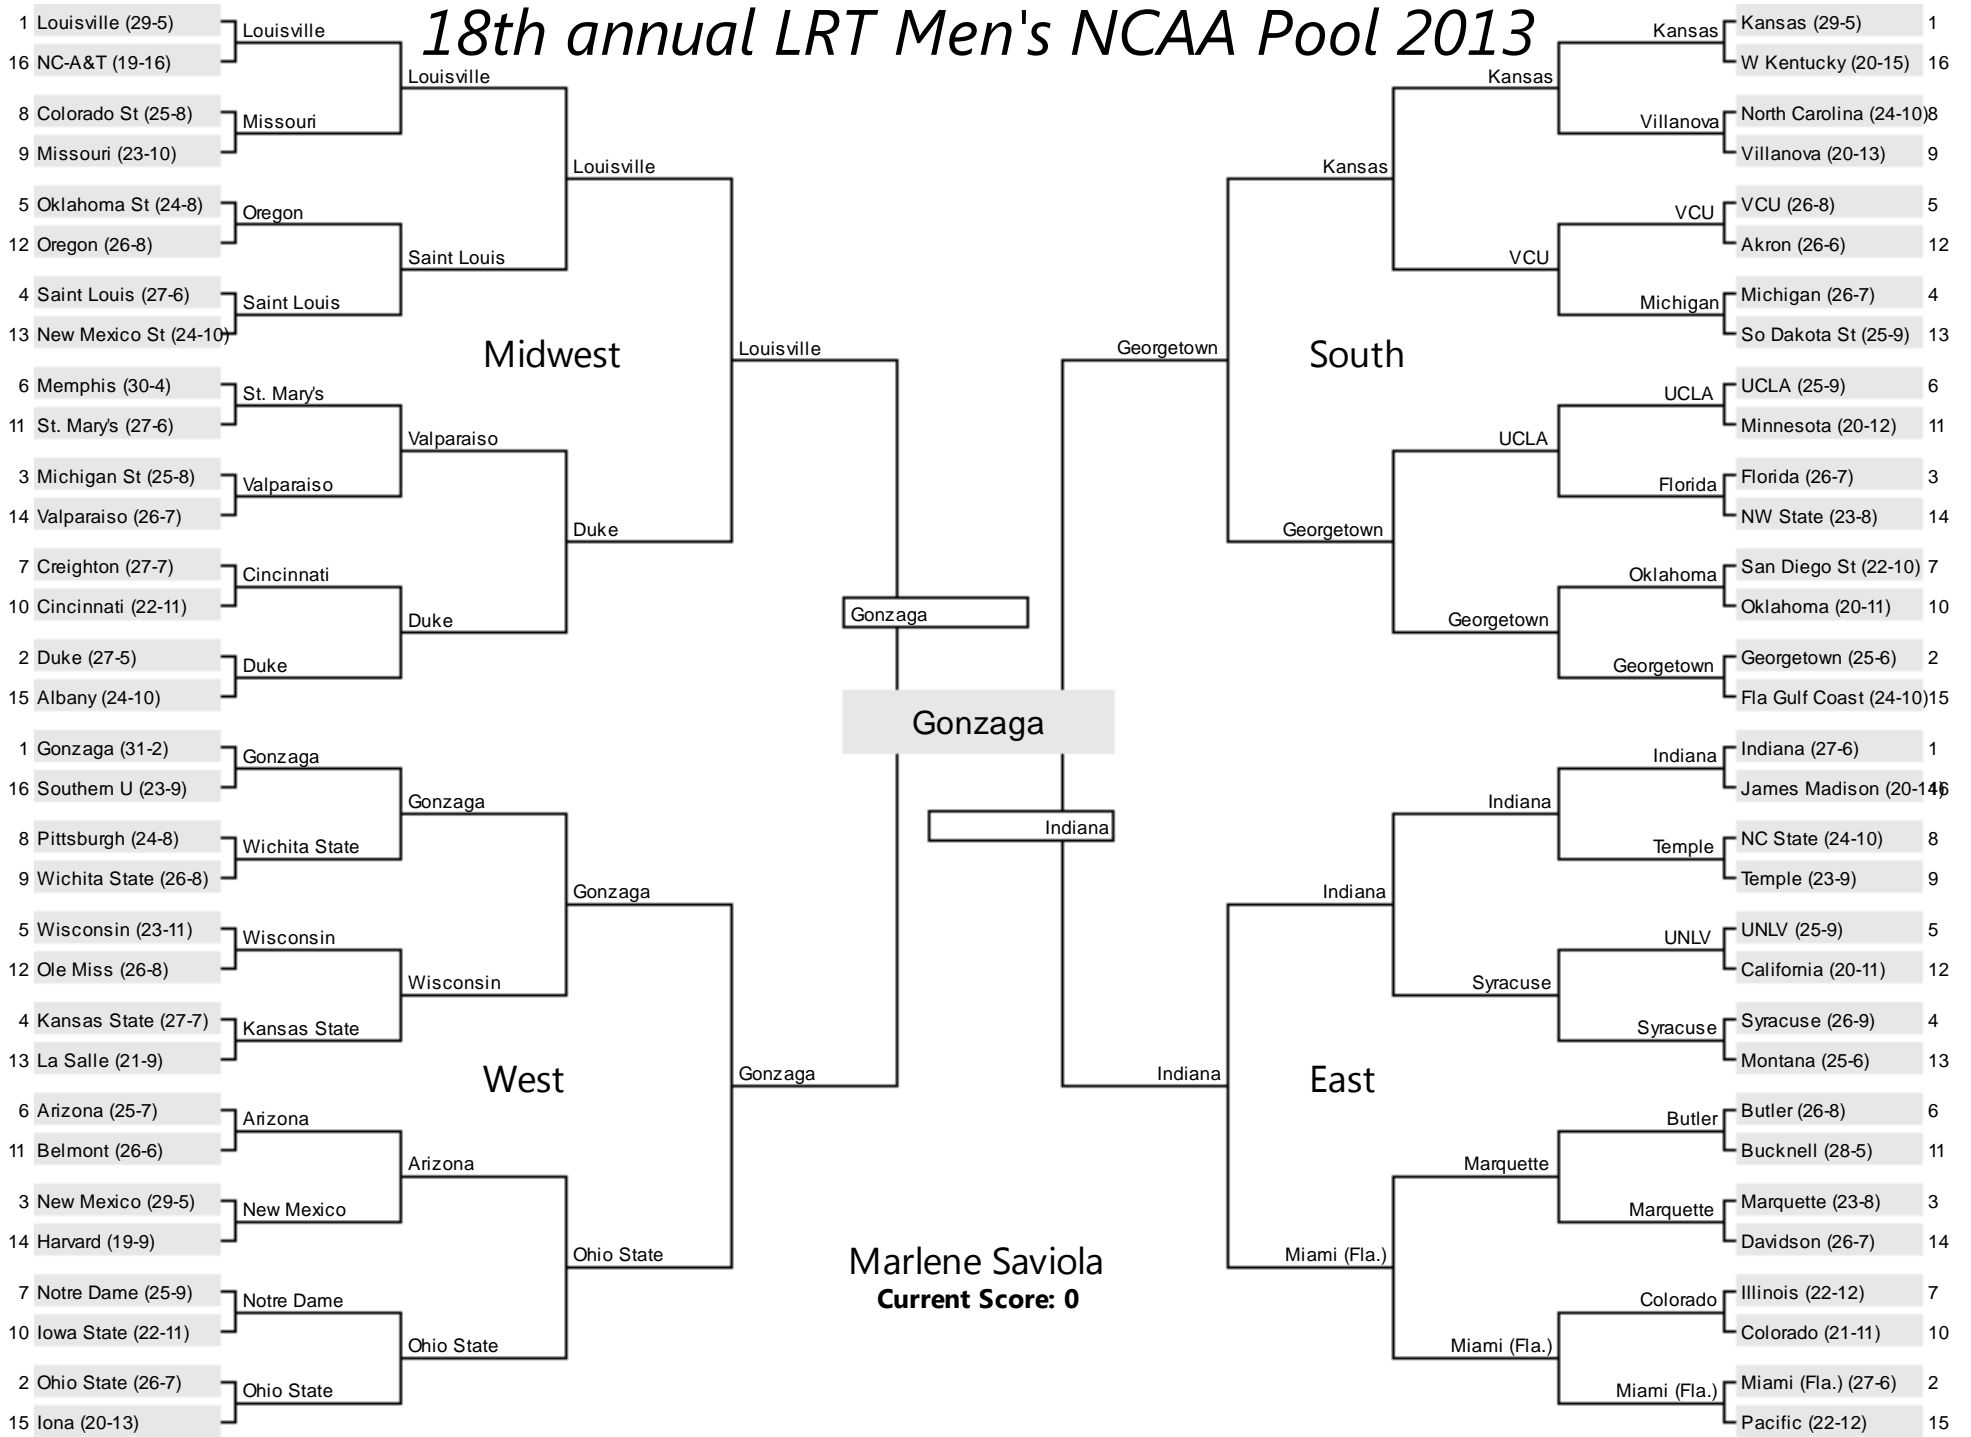 18th annual LRT Men's NCAA Pool 2013
1 Louisville (29-5)
16 NC-A&T (19-16)
8 Colorado St (25-8)
9 Missouri (23-10)
5 Oklahoma St (24-8)
12 Oregon (26-8)
4 Saint Louis (27-6)
13 New Mexico St (24-10)
6 Memphis (30-4)
11 St. Mary's (27-6)
3 Michigan St (25-8)
14 Valparaiso (26-7)
7 Creighton (27-7)
10 Cincinnati (22-11)
2 Duke (27-5)
15 Albany (24-10)
Louisville
Missouri
Oregon
Saint Louis
St. Mary's
Valparaiso
Cincinnati
Duke
Louisville
Saint Louis
Valparaiso
Duke
Louisville
Duke
Midwest
Louisville
1 Gonzaga (31-2)
16 Southern U (23-9)
8 Pittsburgh (24-8)
9 Wichita State (26-8)
5 Wisconsin (23-11)
12 Ole Miss (26-8)
4 Kansas State (27-7)
13 La Salle (21-9)
6 Arizona (25-7)
11 Belmont (26-6)
3 New Mexico (29-5)
14 Harvard (19-9)
7 Notre Dame (25-9)
10 Iowa State (22-11)
2 Ohio State (26-7)
15 Iona (20-13)
Gonzaga
Wichita State
Wisconsin
Kansas State
Arizona
New Mexico
Notre Dame
Ohio State
Gonzaga
Wisconsin
Arizona
Ohio State
Gonzaga
Ohio State
West
Gonzaga
Gonzaga
Gonzaga
Indiana
Marlene Saviola
Current Score: 0
Georgetown
South
Kansas
Georgetown
Kansas
VCU
UCLA
Georgetown
Kansas
Villanova
VCU
Michigan
UCLA
Florida
Oklahoma
Georgetown
Kansas (29-5) 1
W Kentucky (20-15) 16
North Carolina (24-10) 8
Villanova (20-13) 9
VCU (26-8) 5
Akron (26-6) 12
Michigan (26-7) 4
So Dakota St (25-9) 13
UCLA (25-9) 6
Minnesota (20-12) 11
Florida (26-7) 3
NW State (23-8) 14
San Diego St (22-10) 7
Oklahoma (20-11) 10
Georgetown (25-6) 2
Fla Gulf Coast (24-10) 15
Indiana
East
Indiana
Miami (Fla.)
Indiana
Syracuse
Marquette
Miami (Fla.)
Indiana
Temple
UNLV
Syracuse
Butler
Marquette
Colorado
Miami (Fla.)
Indiana (27-6) 1
James Madison (20-14) 16
NC State (24-10) 8
Temple (23-9) 9
UNLV (25-9) 5
California (20-11) 12
Syracuse (26-9) 4
Montana (25-6) 13
Butler (26-8) 6
Bucknell (28-5) 11
Marquette (23-8) 3
Davidson (26-7) 14
Illinois (22-12) 7
Colorado (21-11) 10
Miami (Fla.) (27-6) 2
Pacific (22-12) 15